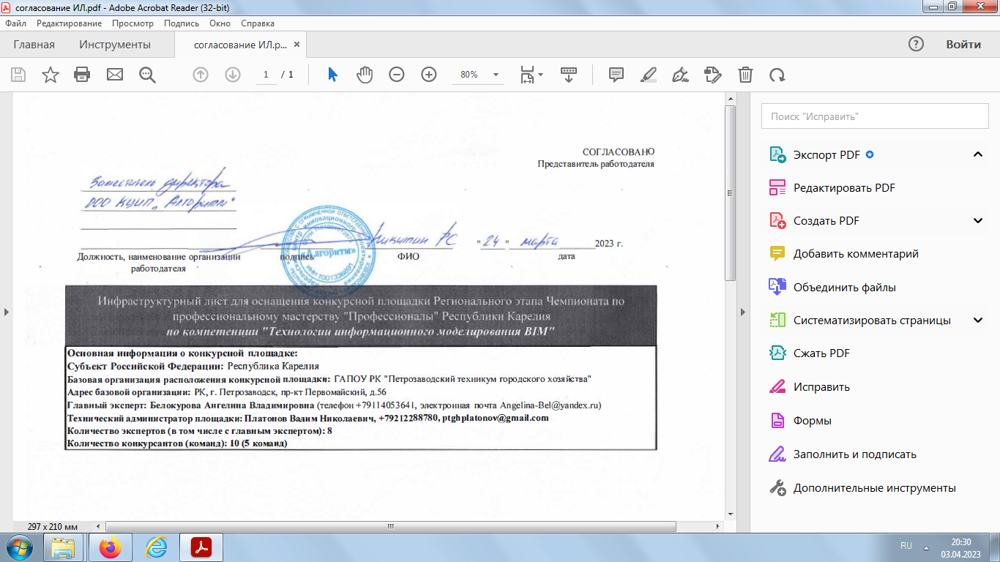 согласование ИЛ.pdf - Adobe Acrobat Reader (32-bit)
Файл Редактирование Просмотр Подпись Окно Справка
Главная Инструменты согласование ИЛ.p... Войти
1 / 1 80%
СОГЛАСОВАНО
Представитель работодателя
Заместитель директора
ООО КЦИП "Алгоритм"
Никитин РС "24" марта 2023 г.
Должность, наименование организации работодателя
подпись
ФИО
дата
«Алгоритм»
Инфраструктурный лист для оснащения конкурсной площадки Регионального этапа Чемпионата по
профессиональному мастерству "Профессионалы" Республики Карелия
по компетенции "Технологии информационного моделирования BIM"
Основная информация о конкурсной площадке:
Субъект Российской Федерации: Республика Карелия
Базовая организация расположения конкурсной площадки: ГАПОУ РК "Петрозаводский техникум городского хозяйства"
Адрес базовой организации: РК, г. Петрозаводск, пр-кт Первомайский, д.56
Главный эксперт: Белокурова Ангелина Владимировна (телефон +79114053641, электронная почта Angelina-Bel@yandex.ru)
Технический администратор площадки: Платонов Вадим Николаевич, +79212288780, ptghplatonov@gmail.com
Количество экспертов (в том числе с главным экспертом): 8
Количество конкурсантов (команд): 10 (5 команд)
297 x 210 мм
Поиск "Исправить"
Экспорт PDF
Редактировать PDF
Создать PDF
Добавить комментарий
Объединить файлы
Систематизировать страницы
Сжать PDF
Исправить
Формы
Заполнить и подписать
Дополнительные инструменты
RU
20:30
03.04.2023